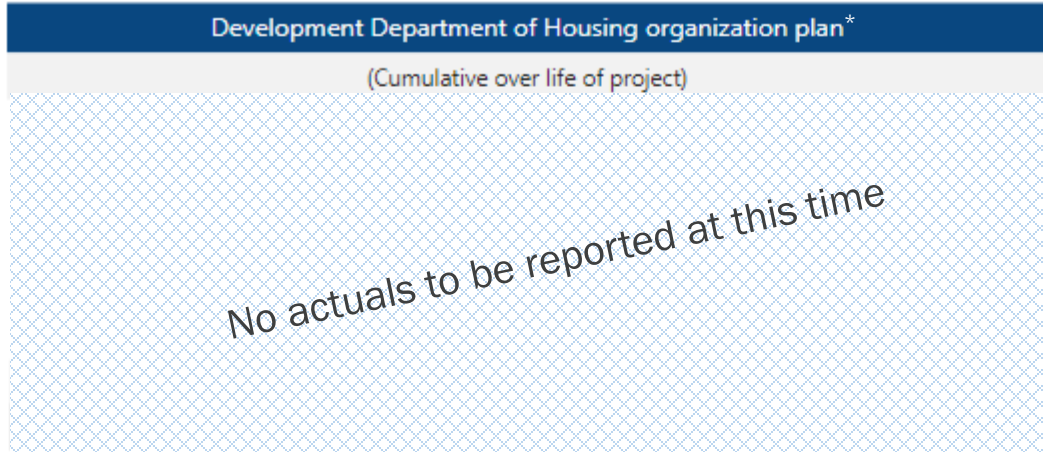 Development Department of Housing organization plan*
(Cumulative over life of project)
No actuals to be reported at this time